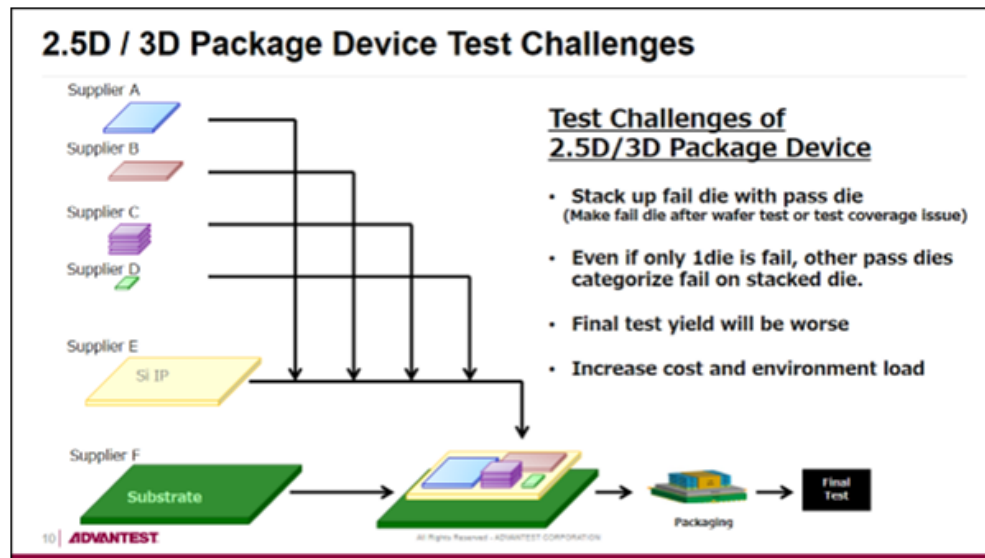 2.5D / 3D Package Device Test Challenges
Supplier A
Supplier B
Supplier C
Supplier D
Supplier E
Si IP
Supplier F
Substrate
Test Challenges of
2.5D/3D Package Device
• Stack up fail die with pass die
(Make fail die after wafer test or test coverage issue)
• Even if only 1die is fail, other pass dies
categorize fail on stacked die.
• Final test yield will be worse
• Increase cost and environment load
Packaging
Final
Test
10 ADVANTEST
All Rights Reserved - ADVANTEST CORPORATION